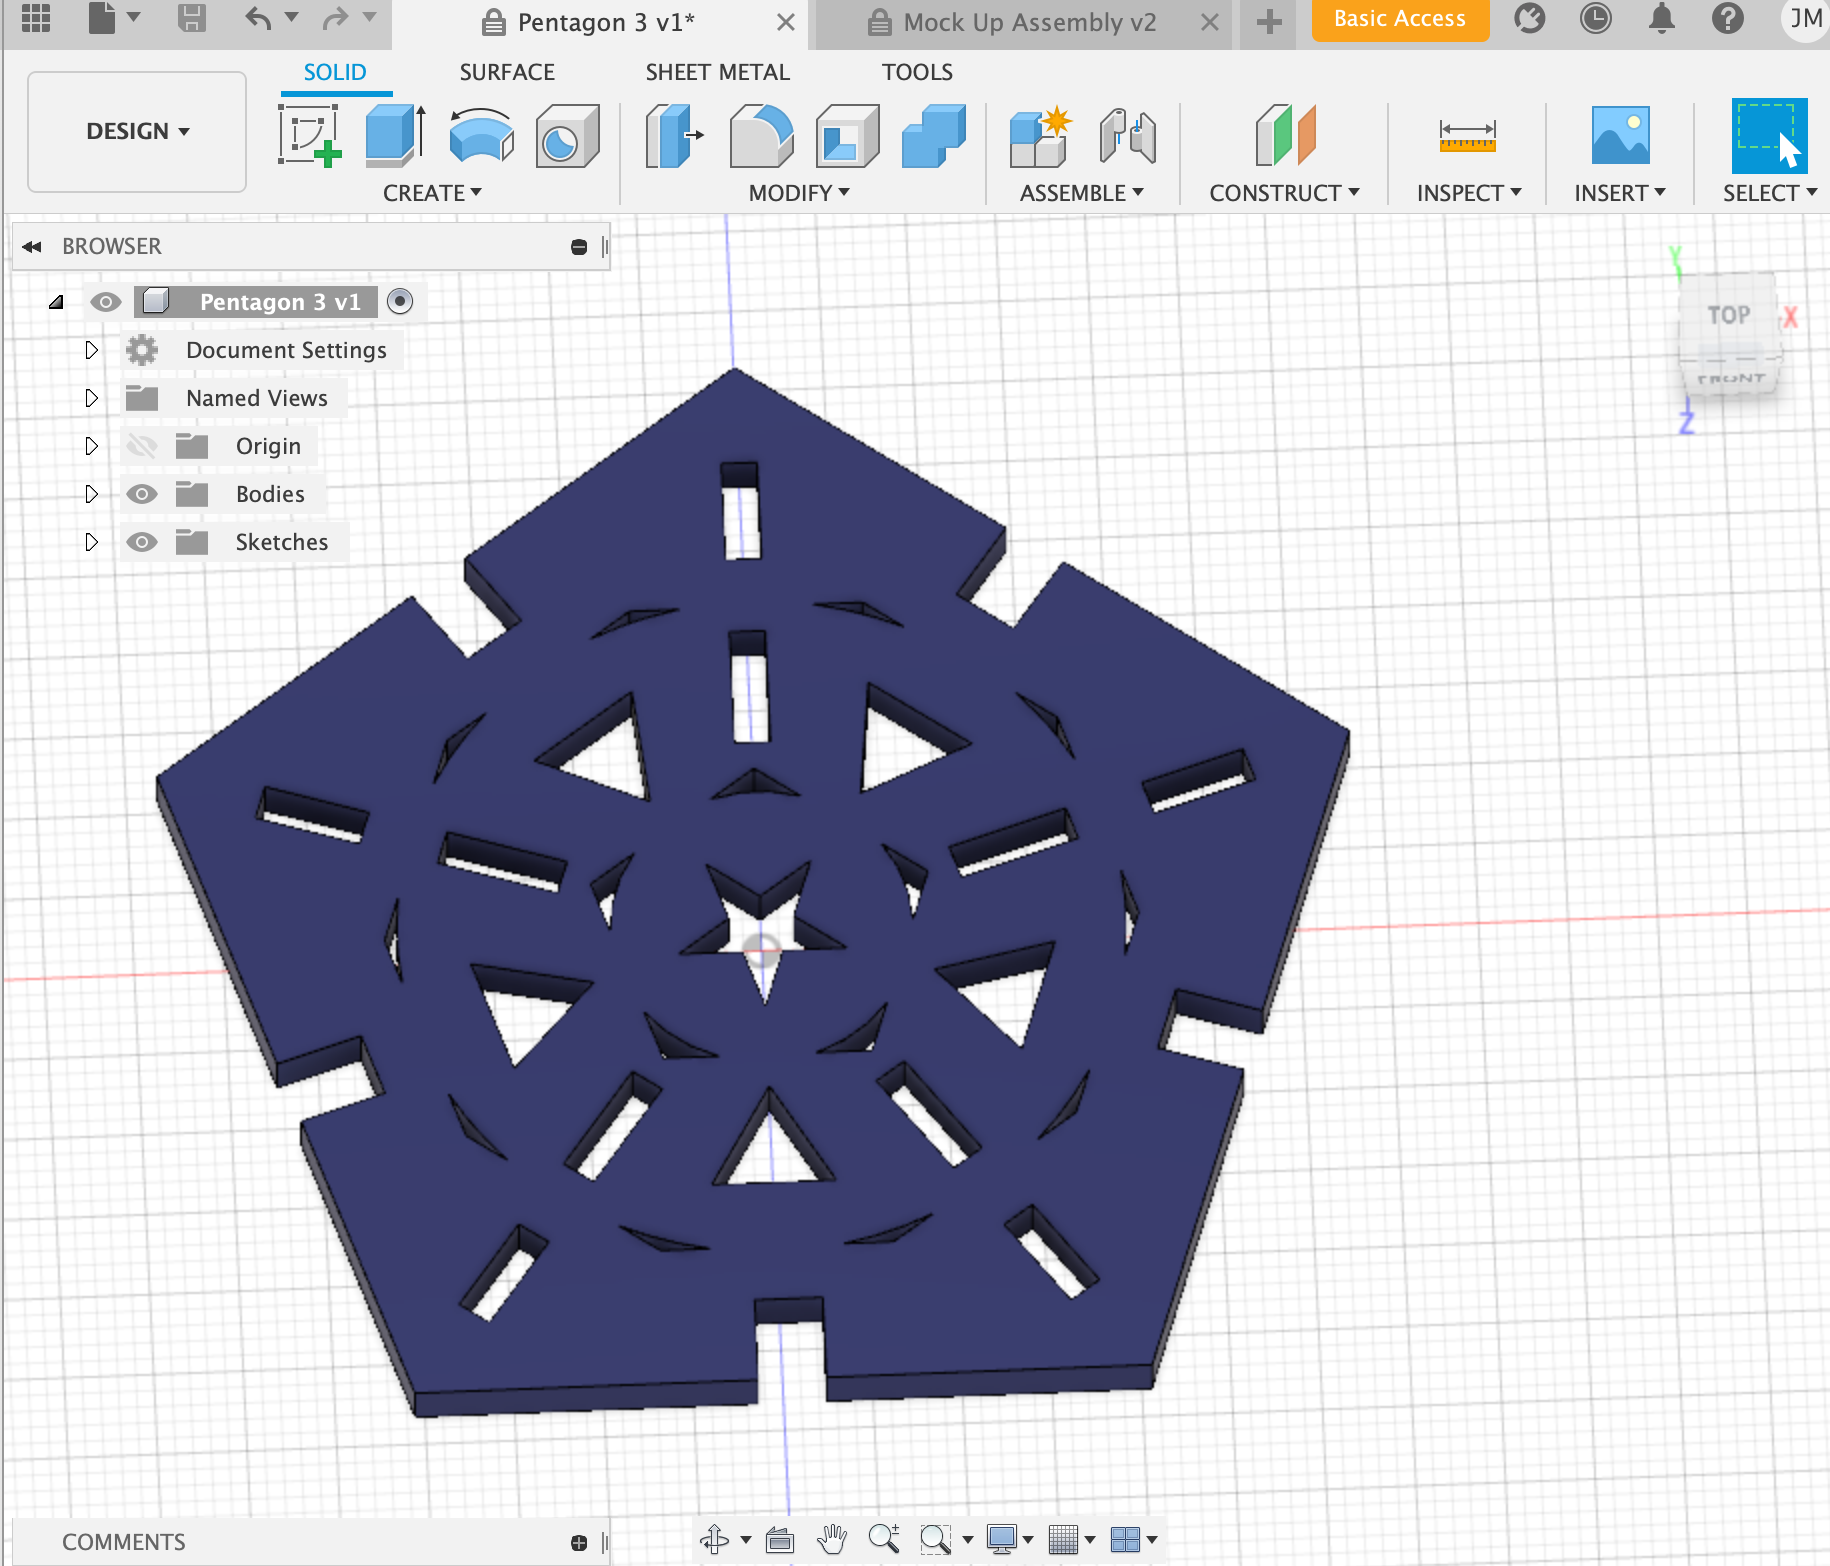 Pentagon 3 v1*
Mock Up Assembly v2
Basic Access
JM
SOLID
SURFACE
SHEET METAL
TOOLS
DESIGN
CREATE
MODIFY
ASSEMBLE
CONSTRUCT
INSPECT
INSERT
SELECT
BROWSER
Pentagon 3 v1
Document Settings
Named Views
Origin
Bodies
Sketches
Y
TOP
X
FRONT
Z
COMMENTS